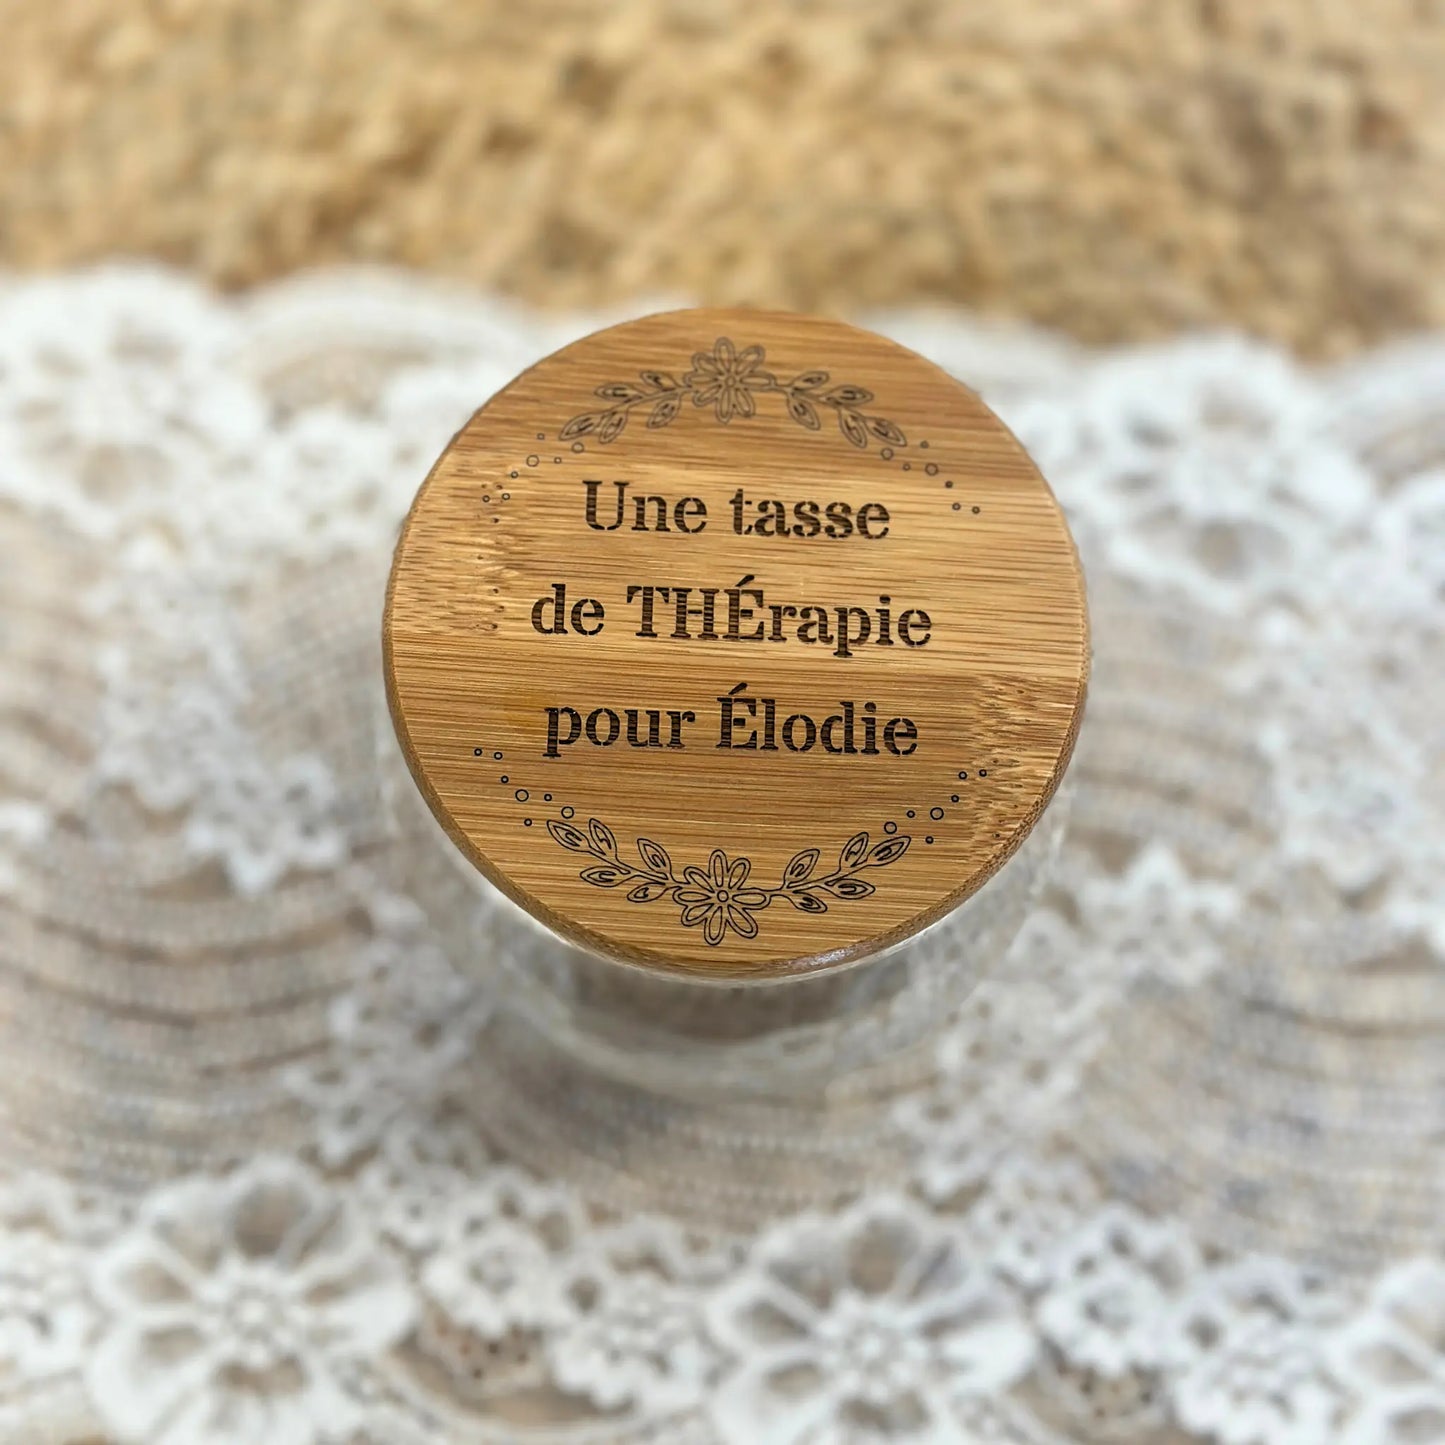 Une tasse
de THÉrapie
pour Élodie